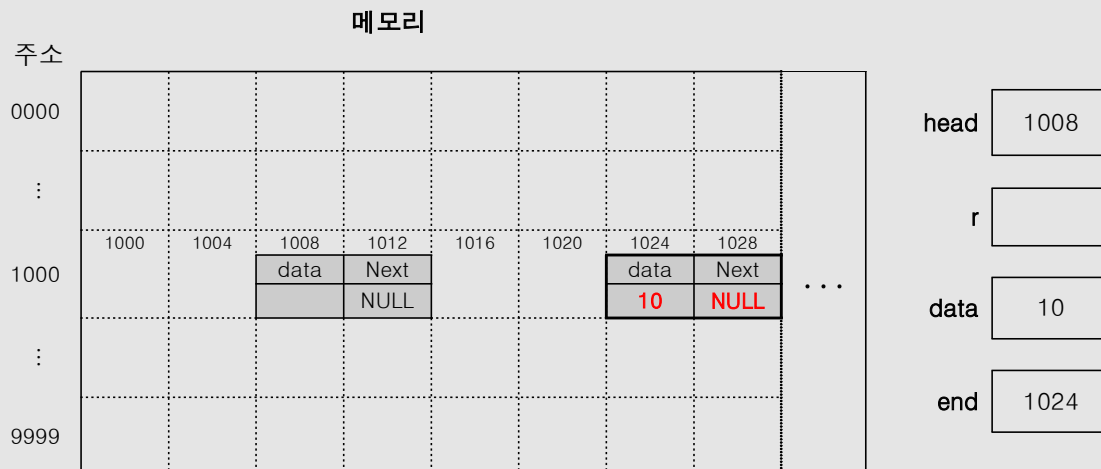 메모리
주소
0000
head 1008
⋮
r
1000 1004 1008 1012 1016 1020 1024 1028
1000 data Next data Next
NULL 10 NULL ...
data 10
⋮
end 1024
9999